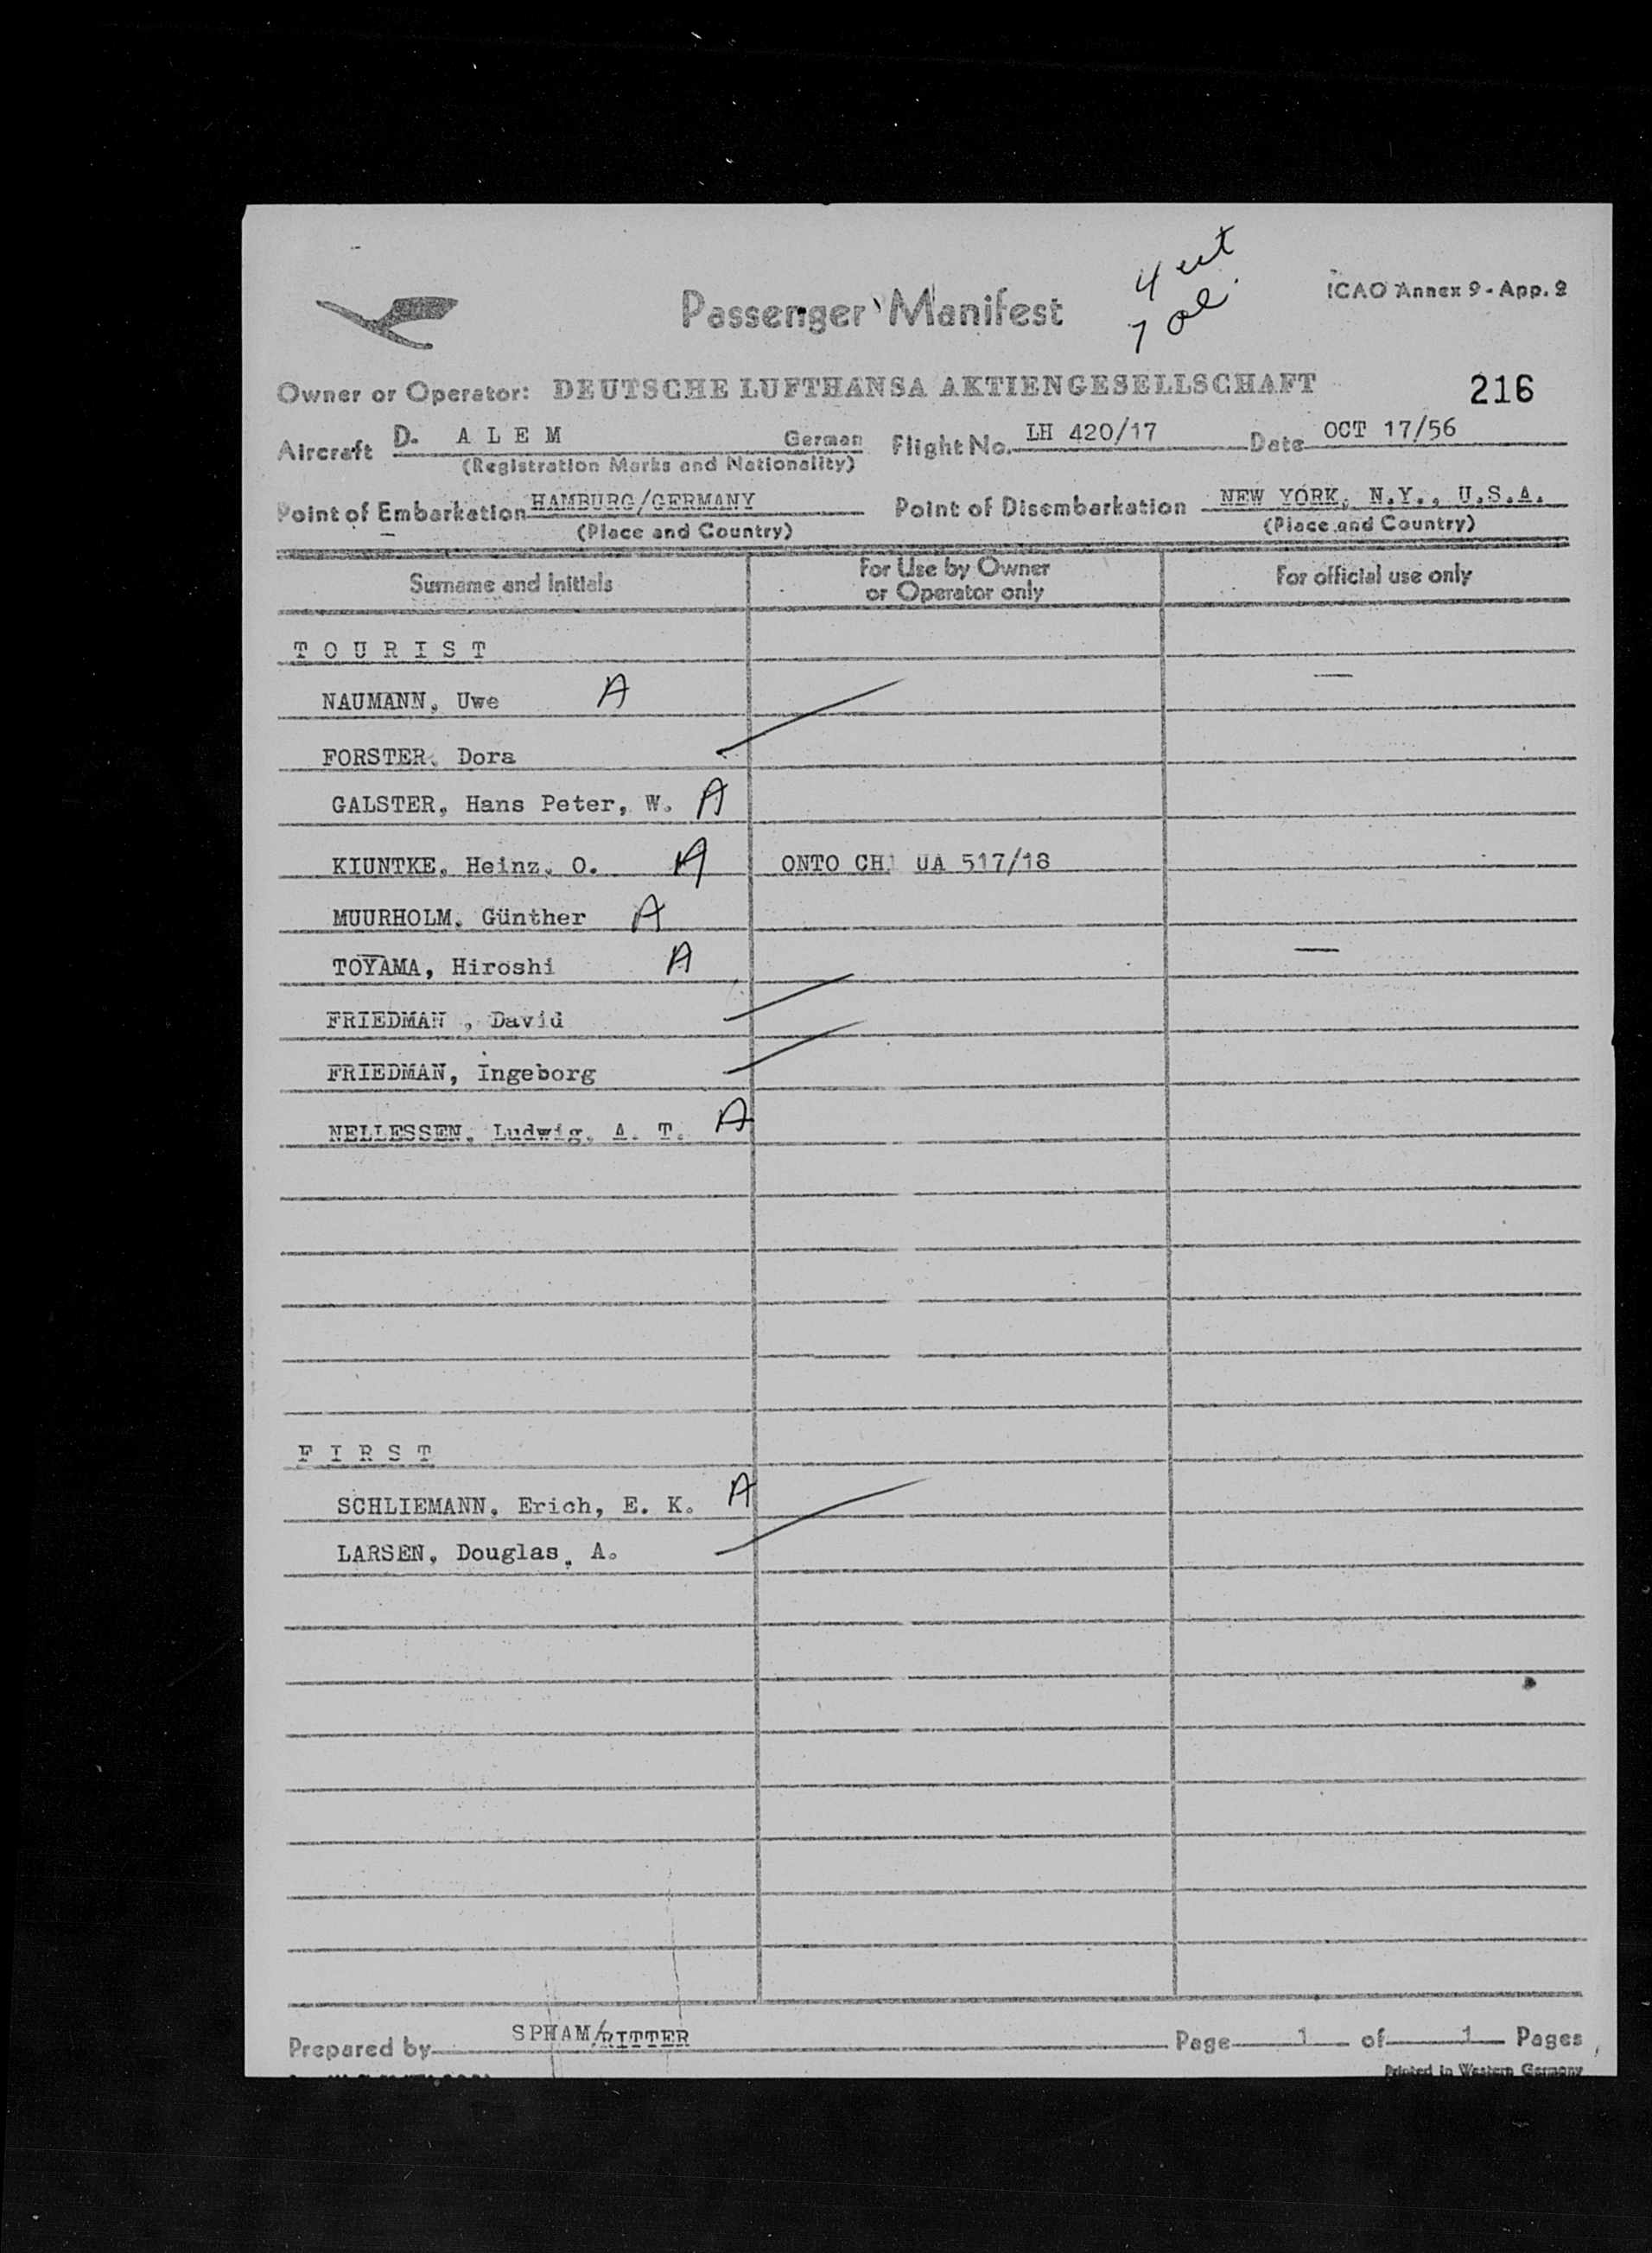 4 cit
7 al.
Passenger Manifest
ICAO Annex 9 - App. 2
Owner or Operator: DEUTSCHE LUFTHANSA AKTIENGESELLSCHAFT
216
Aircraft D. A L E M German Flight No. LH 420/17 Date OCT 17/56
(Registration Marks and Nationality)
Point of Embarkation HAMBURG/GERMANY Point of Disembarkation NEW YORK, N.Y., U.S.A.
(Place and Country) (Place and Country)
Surname and Initials For Use by Owner or Operator only For official use only
T O U R I S T
NAUMANN, Uwe A —
FORSTER, Dora
GALSTER, Hans Peter, W. A
KIUNTKE, Heinz, O. A ONTO CHI UA 517/18
MUURHOLM, Günther A
TOYAMA, Hiroshi A —
FRIEDMAN , David
FRIEDMAN, Ingeborg
NELLESSEN, Ludwig, A. T. A
F I R S T
SCHLIEMANN, Erich, E. K. A
LARSEN, Douglas, A.
Prepared by SPHAM/RITTER Page 1 of 1 Pages
Printed in Western Germany